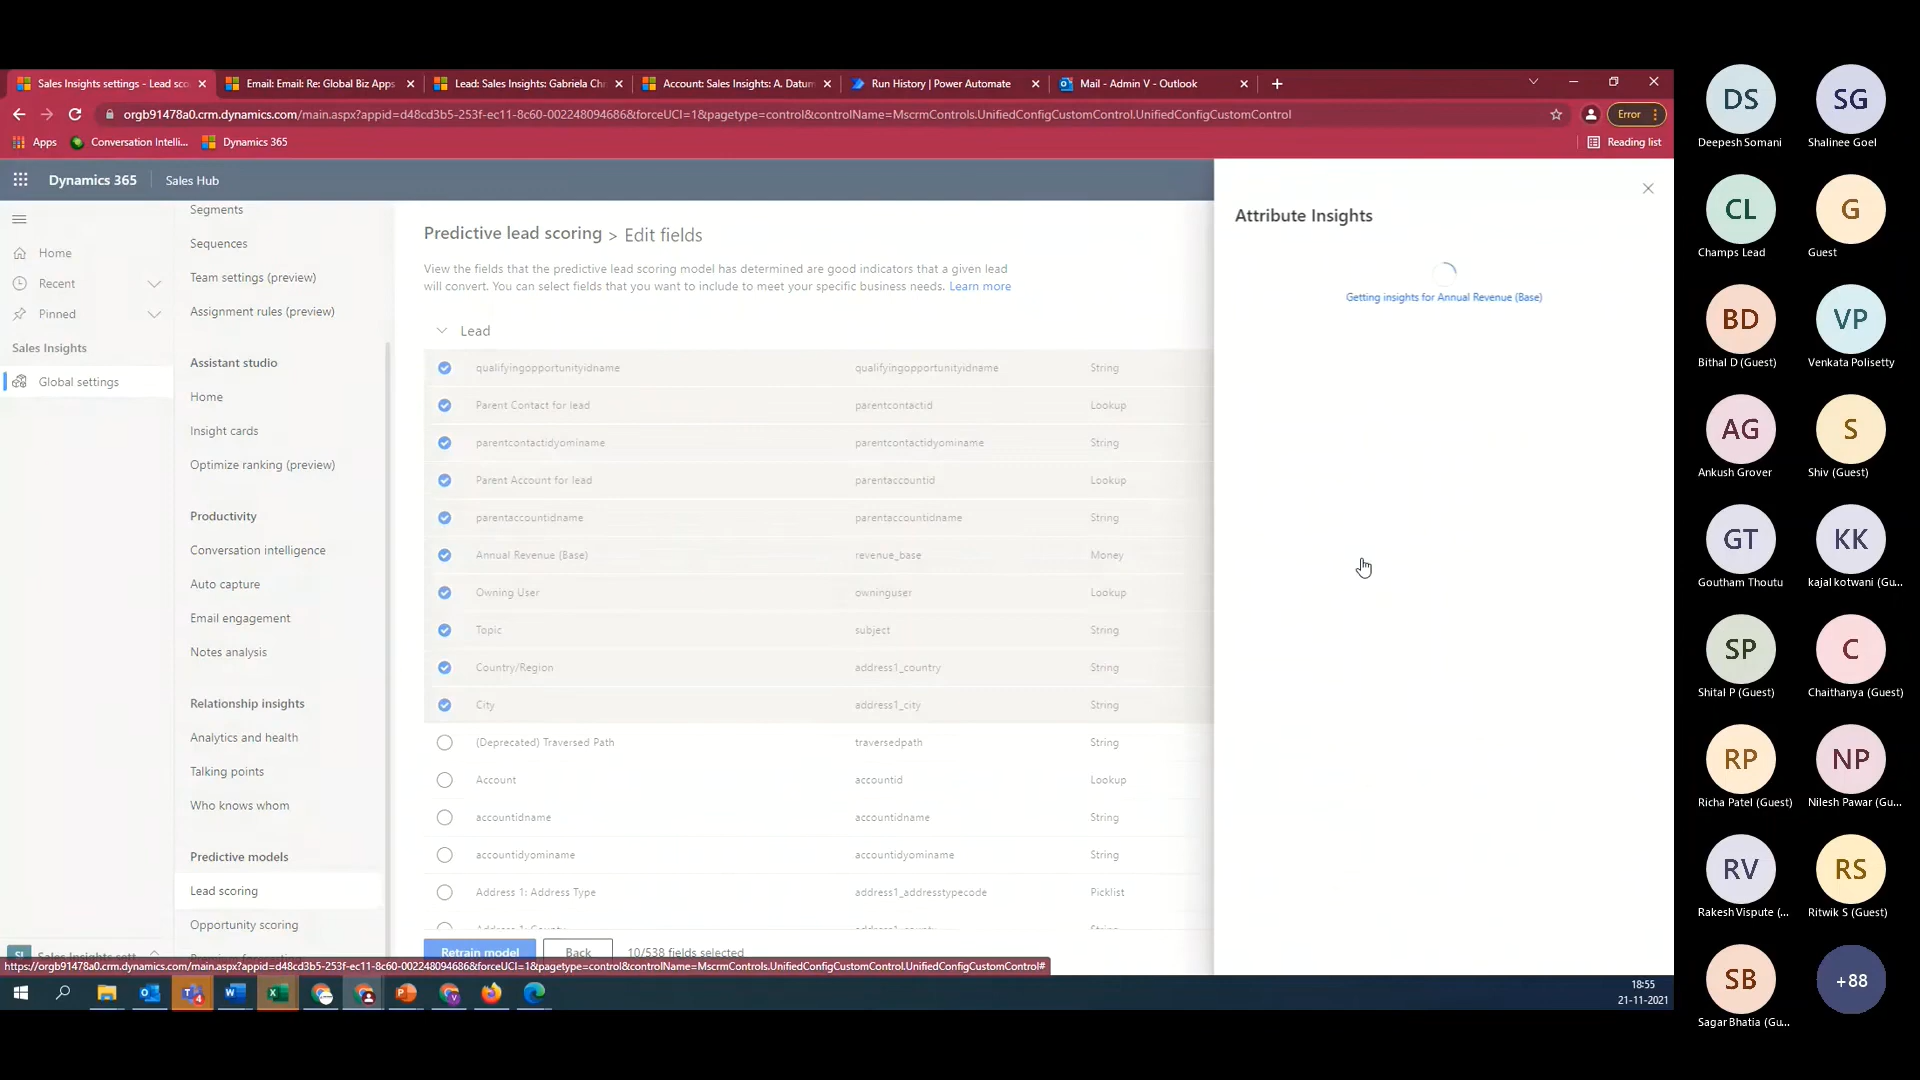 Sales Insights settings - Lead sco
Email: Email: Re: Global Biz Apps
Lead: Sales Insights: Gabriela Chr
Account: Sales Insights: A. Datum
Run History | Power Automate
Mail - Admin V - Outlook
orgb91478a0.crm.dynamics.com/main.aspx?appid=d48cd3b5-253f-ec11-8c60-002248094686&forceUCI=1&pagetype=control&controlName=MscrmControls.UnifiedConfigCustomControl.UnifiedConfigCustomControl
Error
Apps
Conversation Intelli...
Dynamics 365
Reading list
Dynamics 365
Sales Hub
Home
Recent
Pinned
Sales Insights
Global settings
Segments
Sequences
Team settings (preview)
Assignment rules (preview)
Assistant studio
Home
Insight cards
Optimize ranking (preview)
Productivity
Conversation intelligence
Auto capture
Email engagement
Notes analysis
Relationship insights
Analytics and health
Talking points
Who knows whom
Predictive models
Lead scoring
Opportunity scoring
Predictive lead scoring > Edit fields
View the fields that the predictive lead scoring model has determined are good indicators that a given lead
will convert. You can select fields that you want to include to meet your specific business needs. Learn more
Lead
qualifyingopportunityidname qualifyingopportunityidname String
Parent Contact for lead parentcontactid Lookup
parentcontactidyominame parentcontactidyominame String
Parent Account for lead parentaccountid Lookup
parentaccountidname parentaccountidname String
Annual Revenue (Base) revenue_base Money
Owning User owninguser Lookup
Topic subject String
Country/Region address1_country String
City address1_city String
(Deprecated) Traversed Path traversedpath String
Account accountid Lookup
accountidname accountidname String
accountidyominame accountidyominame String
Address 1: Address Type address1_addresstypecode Picklist
Retrain model
Back
10/538 fields selected
https://orgb91478a0.crm.dynamics.com/main.aspx?appid=d48cd3b5-253f-ec11-8c60-002248094686&forceUCI=1&pagetype=control&controlName=MscrmControls.UnifiedConfigCustomControl.UnifiedConfigCustomControl#
Attribute Insights
Getting insights for Annual Revenue (Base)
18:55
21-11-2021
DS
Deepesh Somani
SG
Shalinee Goel
CL
Champs Lead
G
Guest
BD
Bithal D (Guest)
VP
Venkata Polisetty
AG
Ankush Grover
S
Shiv (Guest)
GT
Goutham Thoutu
KK
kajal kotwani (Gu...
SP
Shital P (Guest)
C
Chaithanya (Guest)
RP
Richa Patel (Guest)
NP
Nilesh Pawar (Gu...
RV
Rakesh Vispute (...
RS
Ritwik S (Guest)
SB
Sagar Bhatia (Gu...
+88